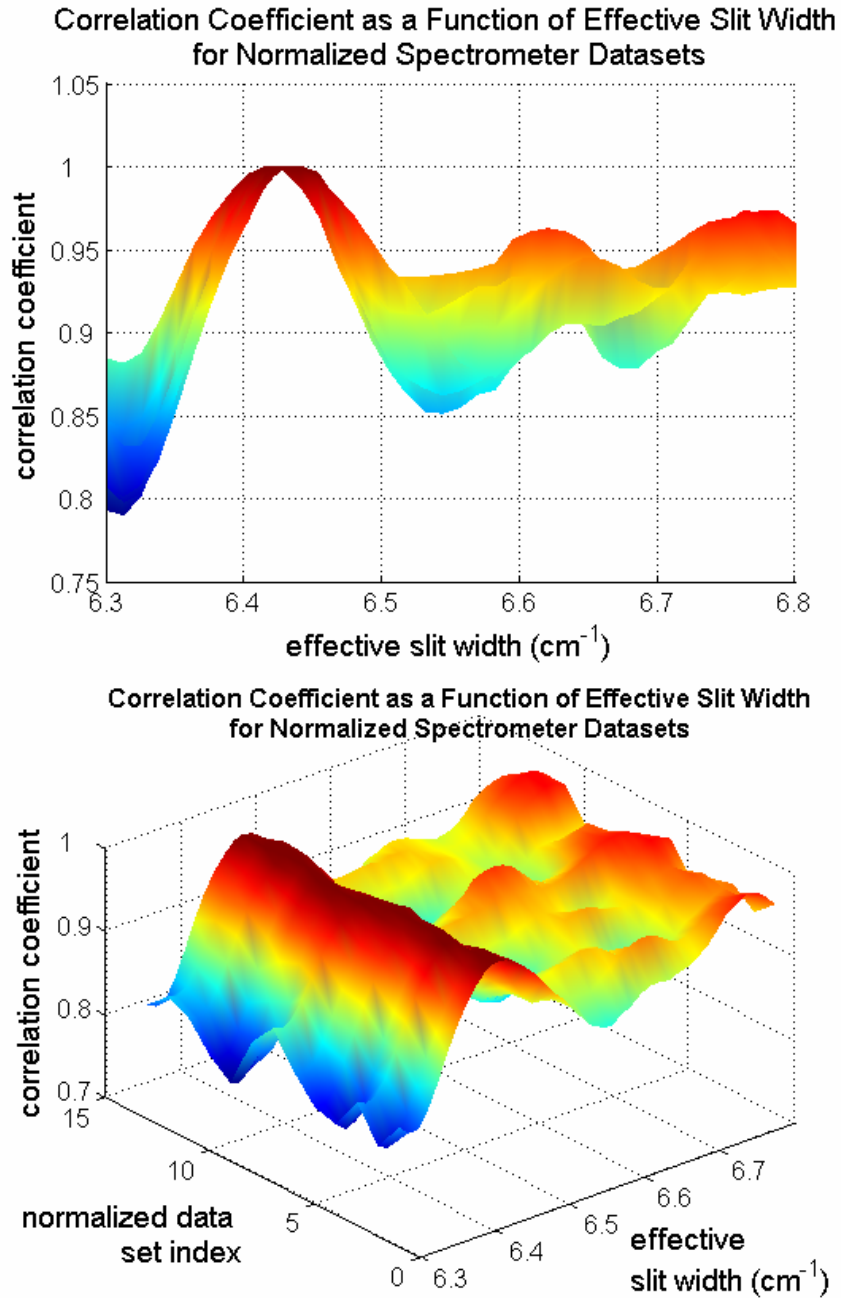 Correlation Coefficient as a Function of Effective Slit Width
for Normalized Spectrometer Datasets
1.05
1
0.95
0.9
0.85
0.8
0.75
correlation coefficient
6.3 6.4 6.5 6.6 6.7 6.8
effective slit width (cm⁻¹)
Correlation Coefficient as a Function of Effective Slit Width
for Normalized Spectrometer Datasets
1
0.9
0.8
0.7
correlation coefficient
15
10
5
0
normalized data
set index
6.3
6.4
6.5
6.6
6.7
effective
slit width (cm⁻¹)